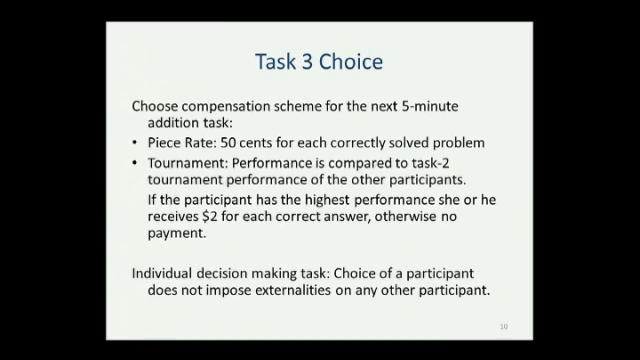 Task 3 Choice
Choose compensation scheme for the next 5-minute
addition task:
• Piece Rate: 50 cents for each correctly solved problem
• Tournament: Performance is compared to task-2
tournament performance of the other participants.
If the participant has the highest performance she or he
receives $2 for each correct answer, otherwise no
payment.
Individual decision making task: Choice of a participant
does not impose externalities on any other participant.
10